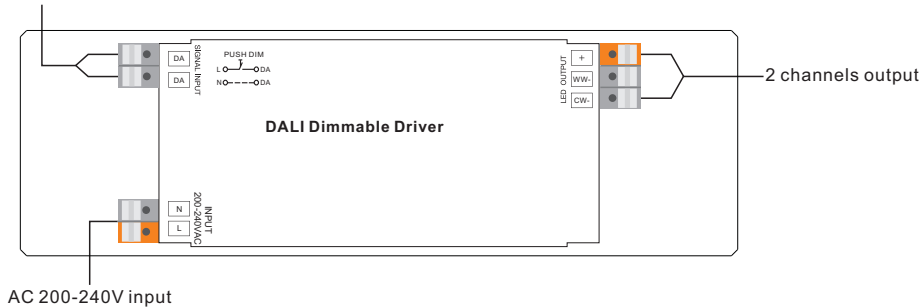 DA
DA
SIGNAL INPUT
PUSH DIM
L DA
N DA
+
WW-
CW-
LED OUTPUT
2 channels output
DALI Dimmable Driver
N
L
INPUT
200-240VAC
AC 200-240V input